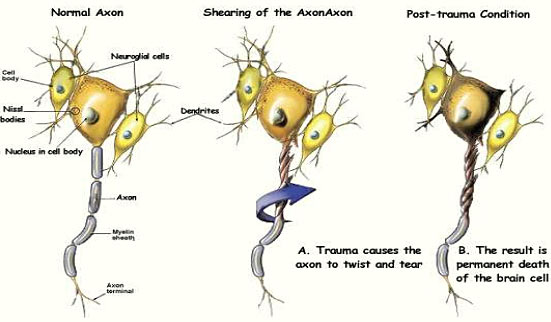 Normal Axon
Shearing of the AxonAxon
Post-trauma Condition
Neuroglial cells
Cell
body
Nissl
bodies
Dendrites
Nucleus in cell body
Axon
Myelin
sheath
Axon
terminal
A. Trauma causes the
axon to twist and tear
B. The result is
permanent death
of the brain cell